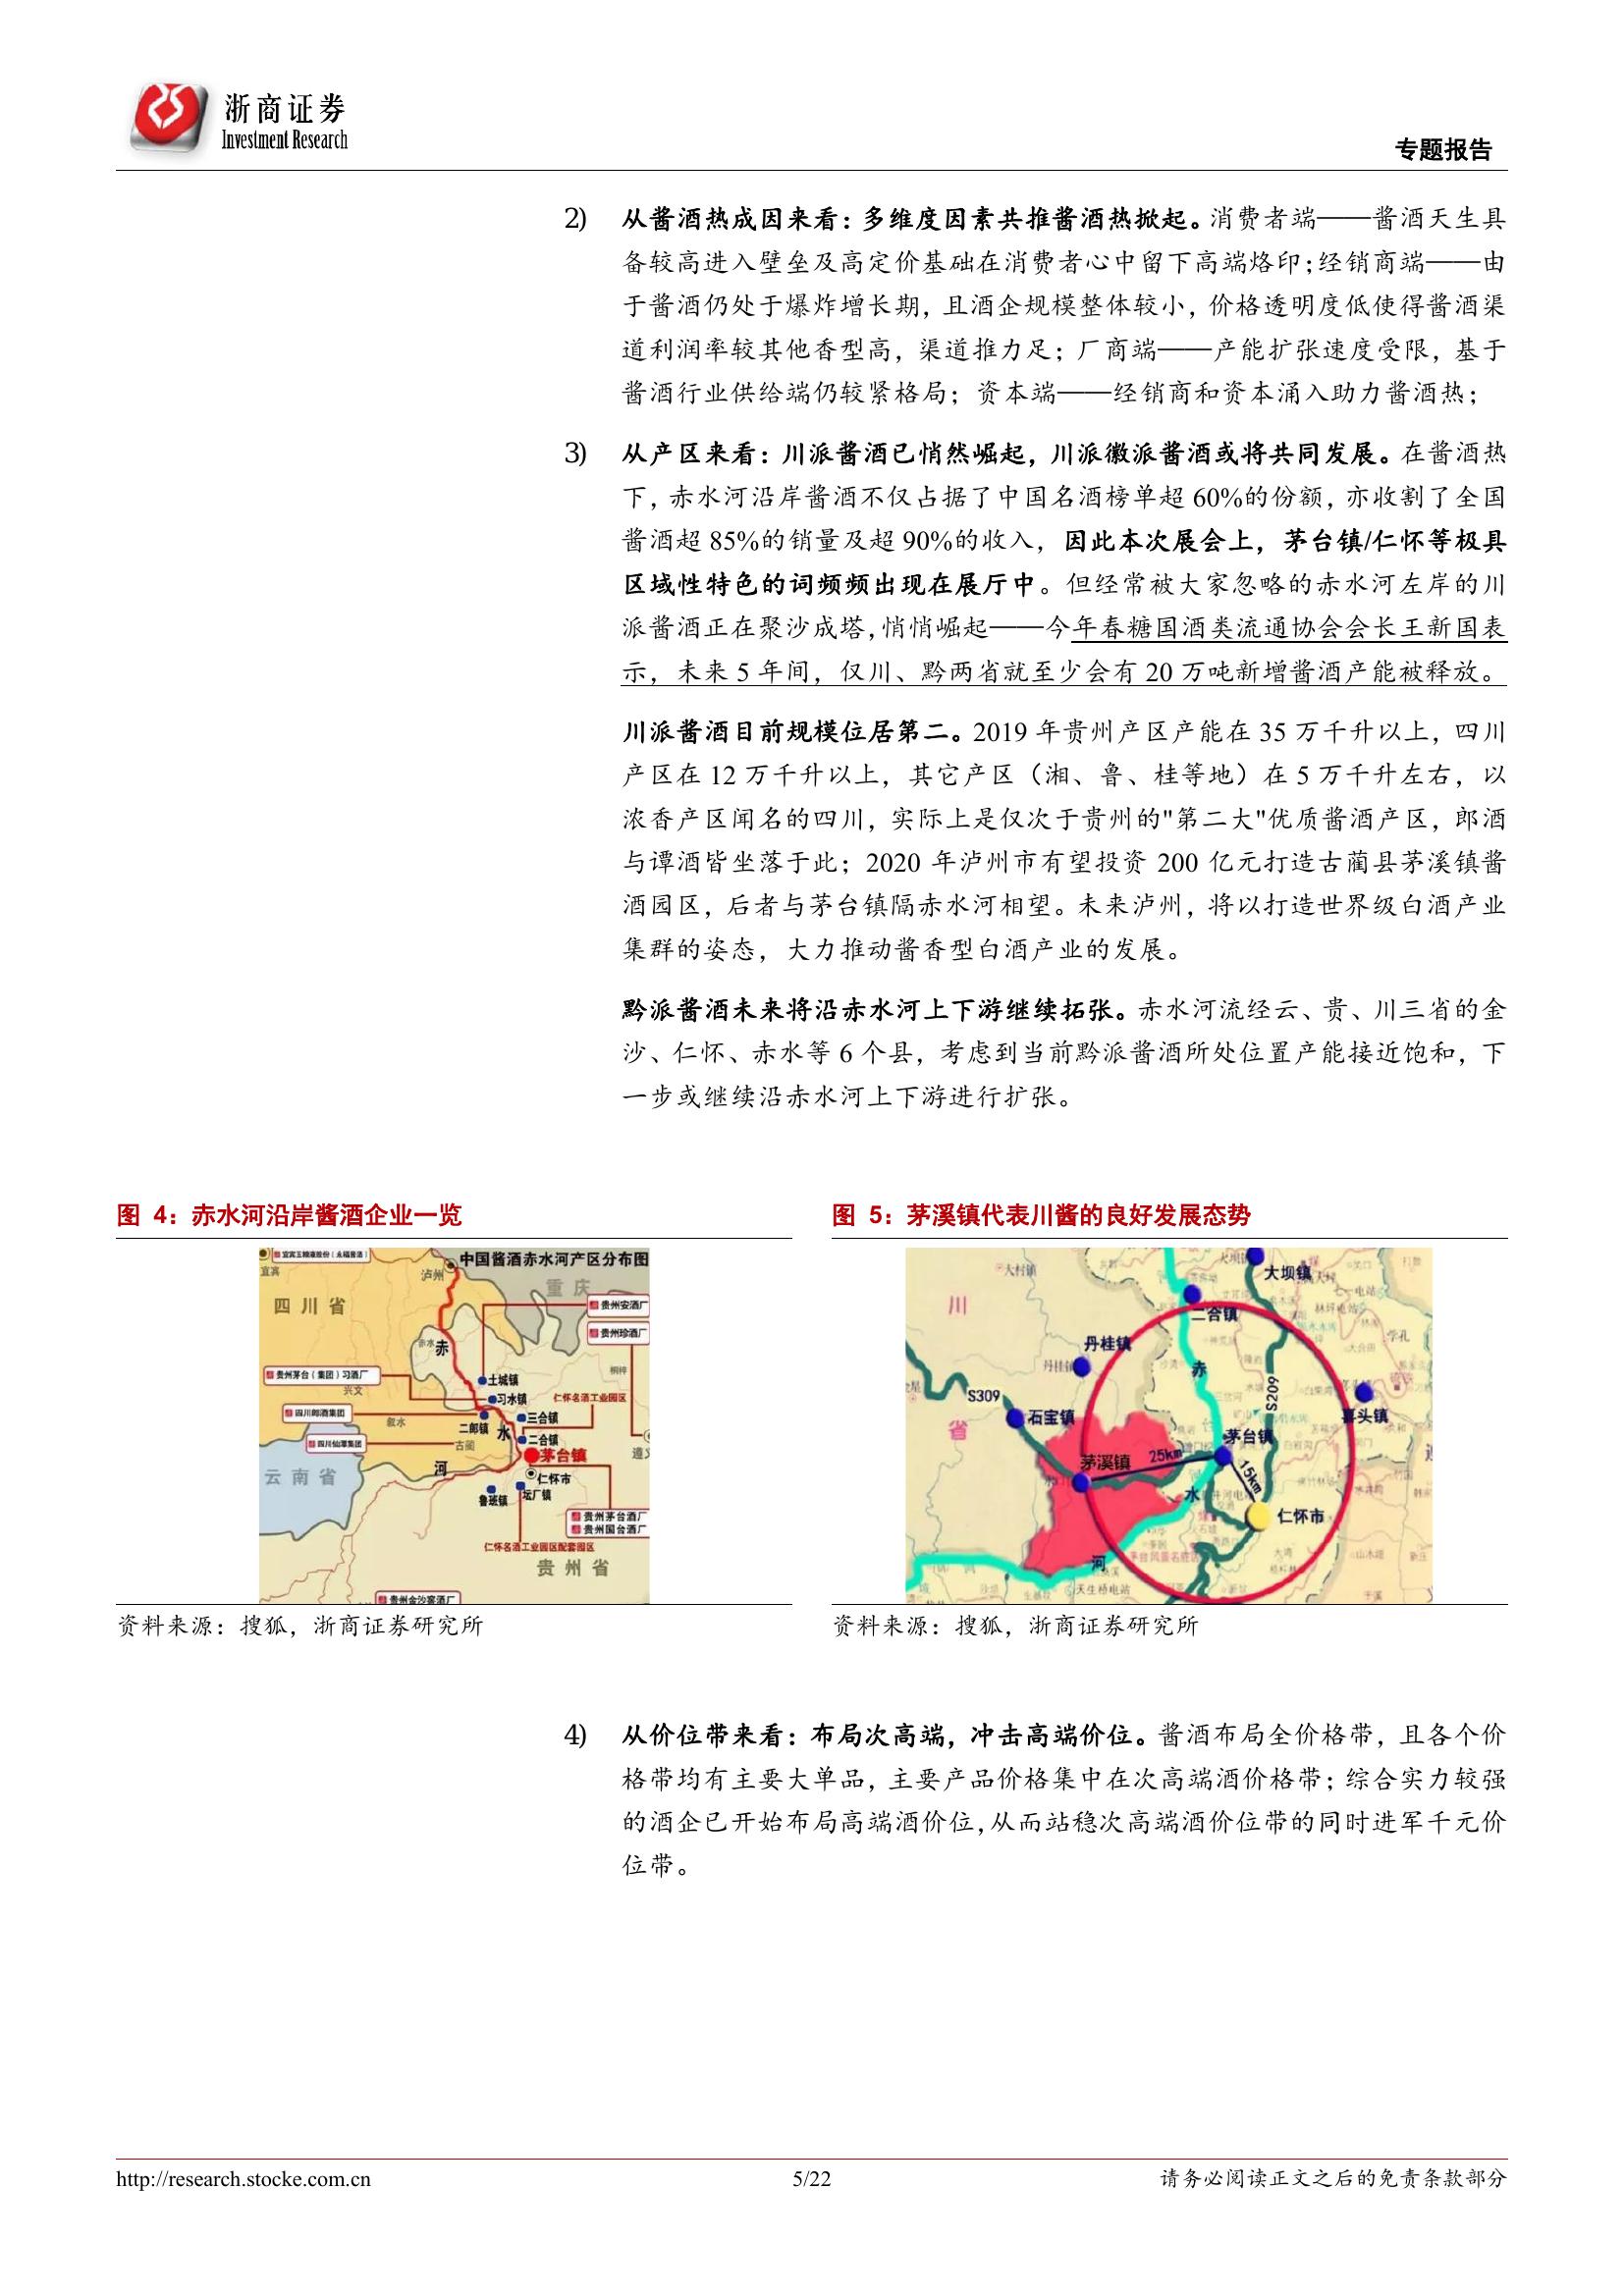 浙商证券
Investment Research
专题报告
2) 从酱酒热成因来看：多维度因素共推酱酒热掀起。消费者端——酱酒天生具
备较高进入壁垒及高定价基础在消费者心中留下高端烙印；经销商端——由
于酱酒仍处于爆炸增长期，且酒企规模整体较小，价格透明度低使得酱酒渠
道利润率较其他香型高，渠道推力足；厂商端——产能扩张速度受限，基于
酱酒行业供给端仍较紧格局；资本端——经销商和资本涌入助力酱酒热；
3) 从产区来看：川派酱酒已悄然崛起，川派徽派酱酒或将共同发展。在酱酒热
下，赤水河沿岸酱酒不仅占据了中国名酒榜单超 60%的份额，亦收割了全国
酱酒超 85%的销量及超 90%的收入，因此本次展会上，茅台镇/仁怀等极具
区域性特色的词频频出现在展厅中。但经常被大家忽略的赤水河左岸的川
派酱酒正在聚沙成塔，悄悄崛起——今年春糖国酒类流通协会会长王新国表
示，未来 5 年间，仅川、黔两省就至少会有 20 万吨新增酱酒产能被释放。
川派酱酒目前规模位居第二。2019 年贵州产区产能在 35 万千升以上，四川
产区在 12 万千升以上，其它产区（湘、鲁、桂等地）在 5 万千升左右，以
浓香产区闻名的四川，实际上是仅次于贵州的"第二大"优质酱酒产区，郎酒
与谭酒皆坐落于此；2020 年泸州市有望投资 200 亿元打造古蔺县茅溪镇酱
酒园区，后者与茅台镇隔赤水河相望。未来泸州，将以打造世界级白酒产业
集群的姿态，大力推动酱香型白酒产业的发展。
黔派酱酒未来将沿赤水河上下游继续拓张。赤水河流经云、贵、川三省的金
沙、仁怀、赤水等 6 个县，考虑到当前黔派酱酒所处位置产能接近饱和，下
一步或继续沿赤水河上下游进行扩张。
图 4：赤水河沿岸酱酒企业一览
中国酱酒赤水河产区分布图
宜宾
泸州
四川省
重庆
贵州安酒厂
贵州珍酒厂
赤水
赤
桐梓
贵州茅台（集团）习酒厂
兴文
土城镇
习水镇
仁怀名酒工业园区
四川郎酒集团
叙水
二郎镇
水
三合镇
四川仙潭集团
古蔺
二合镇
茅台镇
云南省
河
仁怀市
鲁班镇
坛厂镇
贵州茅台酒厂
贵州国台酒厂
仁怀名酒工业园区配套园区
贵州省
贵州金沙窖酒厂
资料来源：搜狐，浙商证券研究所
图 5：茅溪镇代表川酱的良好发展态势
大村镇
大坝镇
川
二合镇
丹桂镇
赤
S309
S209
石宝镇
喜头镇
省
茅台镇
茅溪镇
25km
15km
水
仁怀市
河
天生桥电站
资料来源：搜狐，浙商证券研究所
4) 从价位带来看：布局次高端，冲击高端价位。酱酒布局全价格带，且各个价
格带均有主要大单品，主要产品价格集中在次高端酒价格带；综合实力较强
的酒企已开始布局高端酒价位，从而站稳次高端酒价位带的同时进军千元价
位带。
http://research.stocke.com.cn
5/22
请务必阅读正文之后的免责条款部分